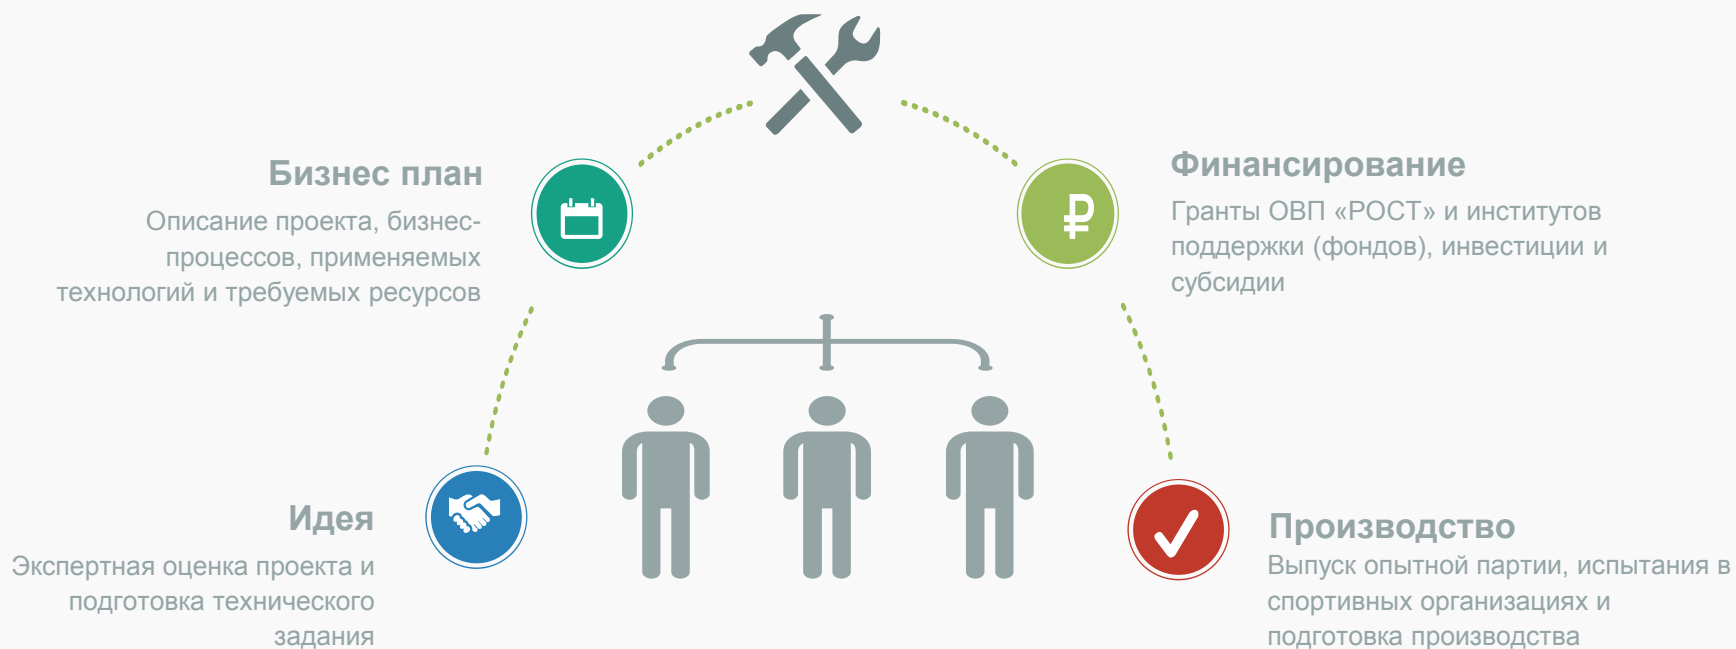 Бизнес план
Описание проекта, бизнес-
процессов, применяемых
технологий и требуемых ресурсов
Финансирование
Гранты ОВП «РОСТ» и институтов
поддержки (фондов), инвестиции и
субсидии
Идея
Экспертная оценка проекта и
подготовка технического
задания
Производство
Выпуск опытной партии, испытания в
спортивных организациях и
подготовка производства